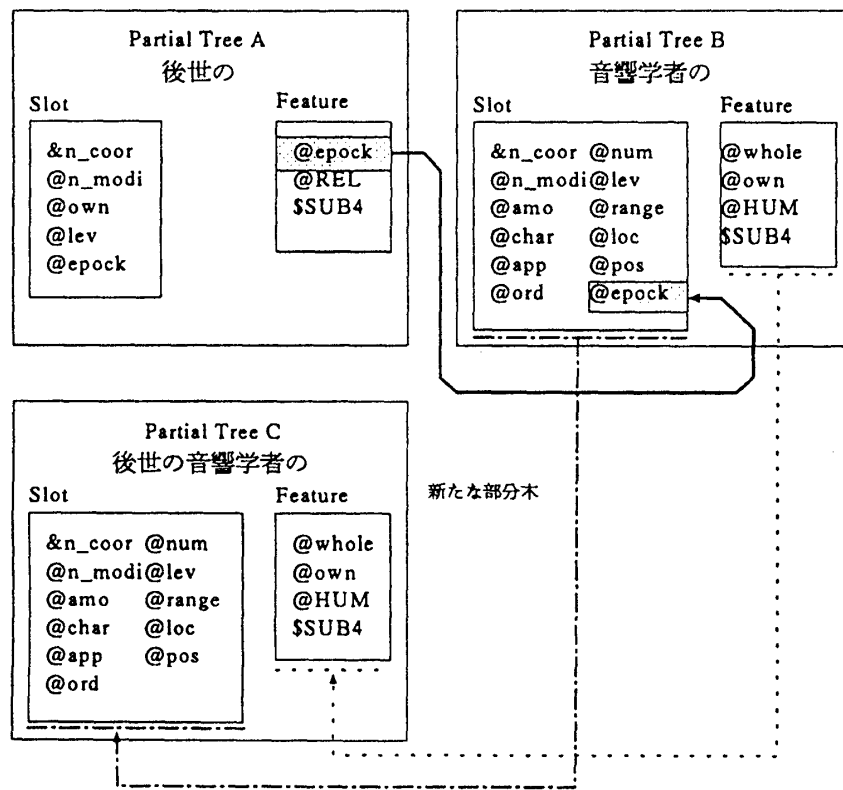 Partial Tree A
後世の
Slot
Feature
&n_coor
@n_modi
@own
@lev
@epock
@epock
@REL
$SUB4
Partial Tree B
音響学者の
Slot
Feature
&n_coor @num
@n_modi@lev
@amo @range
@char @loc
@app @pos
@ord @epock
@whole
@own
@HUM
$SUB4
Partial Tree C
後世の音響学者の
Slot
Feature
&n_coor @num
@n_modi@lev
@amo @range
@char @loc
@app @pos
@ord
@whole
@own
@HUM
$SUB4
新たな部分木